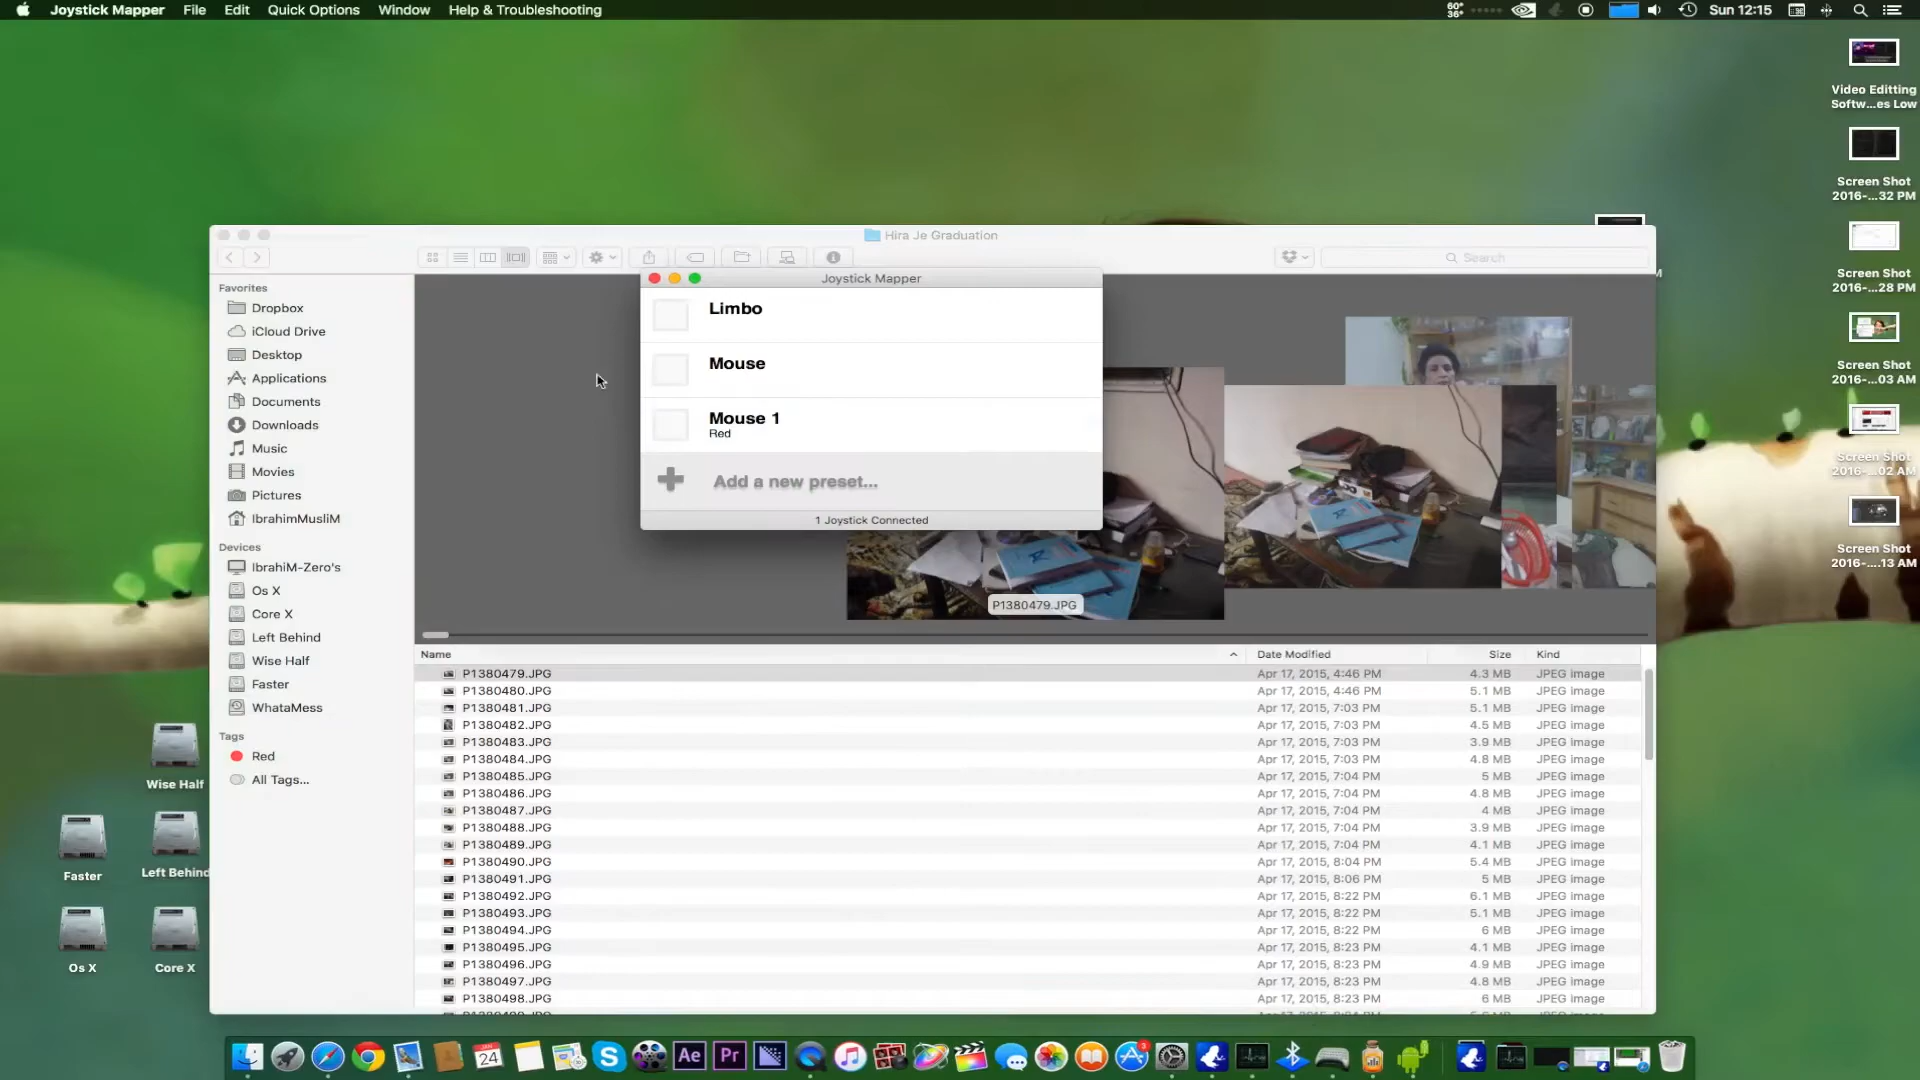 Joystick Mapper File Edit Quick Options Window Help & Troubleshooting
60°
36°
Sun 12:15
Video Editting
Softw...es Low
Screen Shot
2016-...32 PM
Screen Shot
2016-...28 PM
Screen Shot
2016-...03 AM
Screen Shot
2016-...02 AM
Screen Shot
2016-....13 AM
Hira Je Graduation
Search
Favorites
Dropbox
iCloud Drive
Desktop
Applications
Documents
Downloads
Music
Movies
Pictures
IbrahimMusliM
Devices
IbrahiM-Zero's
Os X
Core X
Left Behind
Wise Half
Faster
WhataMess
Tags
Red
All Tags...
Joystick Mapper
Limbo
Mouse
Mouse 1
Red
Add a new preset...
1 Joystick Connected
P1380479.JPG
Name Date Modified Size Kind
P1380479.JPG Apr 17, 2015, 4:46 PM 4.3 MB JPEG image
P1380480.JPG Apr 17, 2015, 4:46 PM 5.1 MB JPEG image
P1380481.JPG Apr 17, 2015, 7:03 PM 5.1 MB JPEG image
P1380482.JPG Apr 17, 2015, 7:03 PM 4.5 MB JPEG image
P1380483.JPG Apr 17, 2015, 7:03 PM 3.9 MB JPEG image
P1380484.JPG Apr 17, 2015, 7:03 PM 4.8 MB JPEG image
P1380485.JPG Apr 17, 2015, 7:04 PM 5 MB JPEG image
P1380486.JPG Apr 17, 2015, 7:04 PM 4.8 MB JPEG image
P1380487.JPG Apr 17, 2015, 7:04 PM 4 MB JPEG image
P1380488.JPG Apr 17, 2015, 7:04 PM 3.9 MB JPEG image
P1380489.JPG Apr 17, 2015, 7:04 PM 4.1 MB JPEG image
P1380490.JPG Apr 17, 2015, 8:04 PM 5.4 MB JPEG image
P1380491.JPG Apr 17, 2015, 8:06 PM 5 MB JPEG image
P1380492.JPG Apr 17, 2015, 8:22 PM 6.1 MB JPEG image
P1380493.JPG Apr 17, 2015, 8:22 PM 5.1 MB JPEG image
P1380494.JPG Apr 17, 2015, 8:22 PM 6 MB JPEG image
P1380495.JPG Apr 17, 2015, 8:23 PM 4.1 MB JPEG image
P1380496.JPG Apr 17, 2015, 8:23 PM 4.9 MB JPEG image
P1380497.JPG Apr 17, 2015, 8:23 PM 4.8 MB JPEG image
P1380498.JPG Apr 17, 2015, 8:23 PM 6 MB JPEG image
Wise Half
Faster
Left Behind
Os X
Core X
JAN
24
Ae
Pr
3